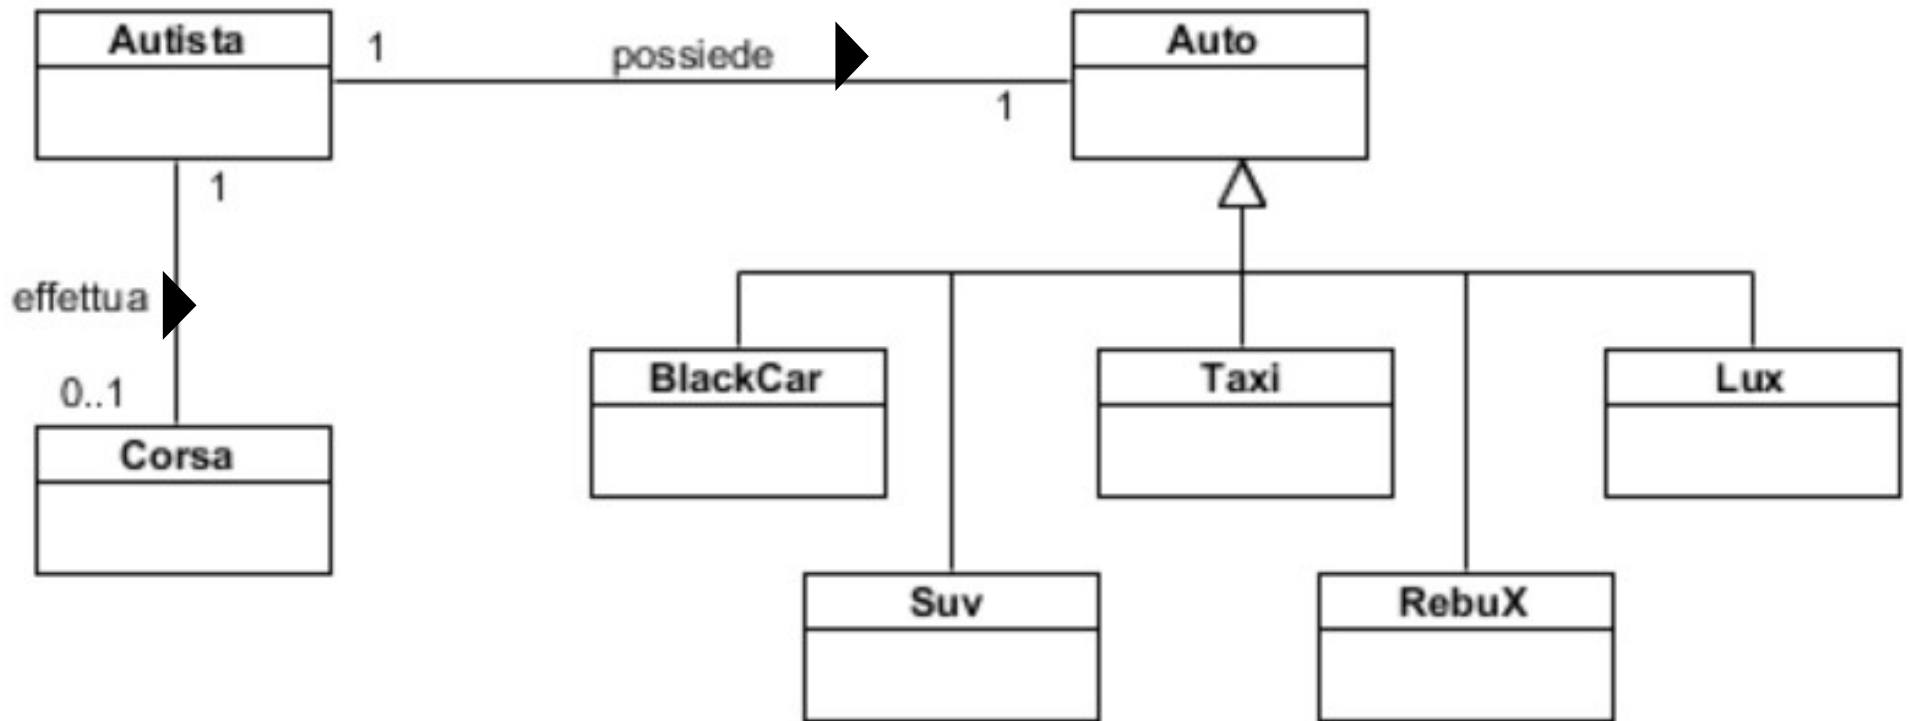 Autista
1
possiede
Auto
1
1
effettua
0..1
Corsa
BlackCar
Taxi
Lux
Suv
RebuX